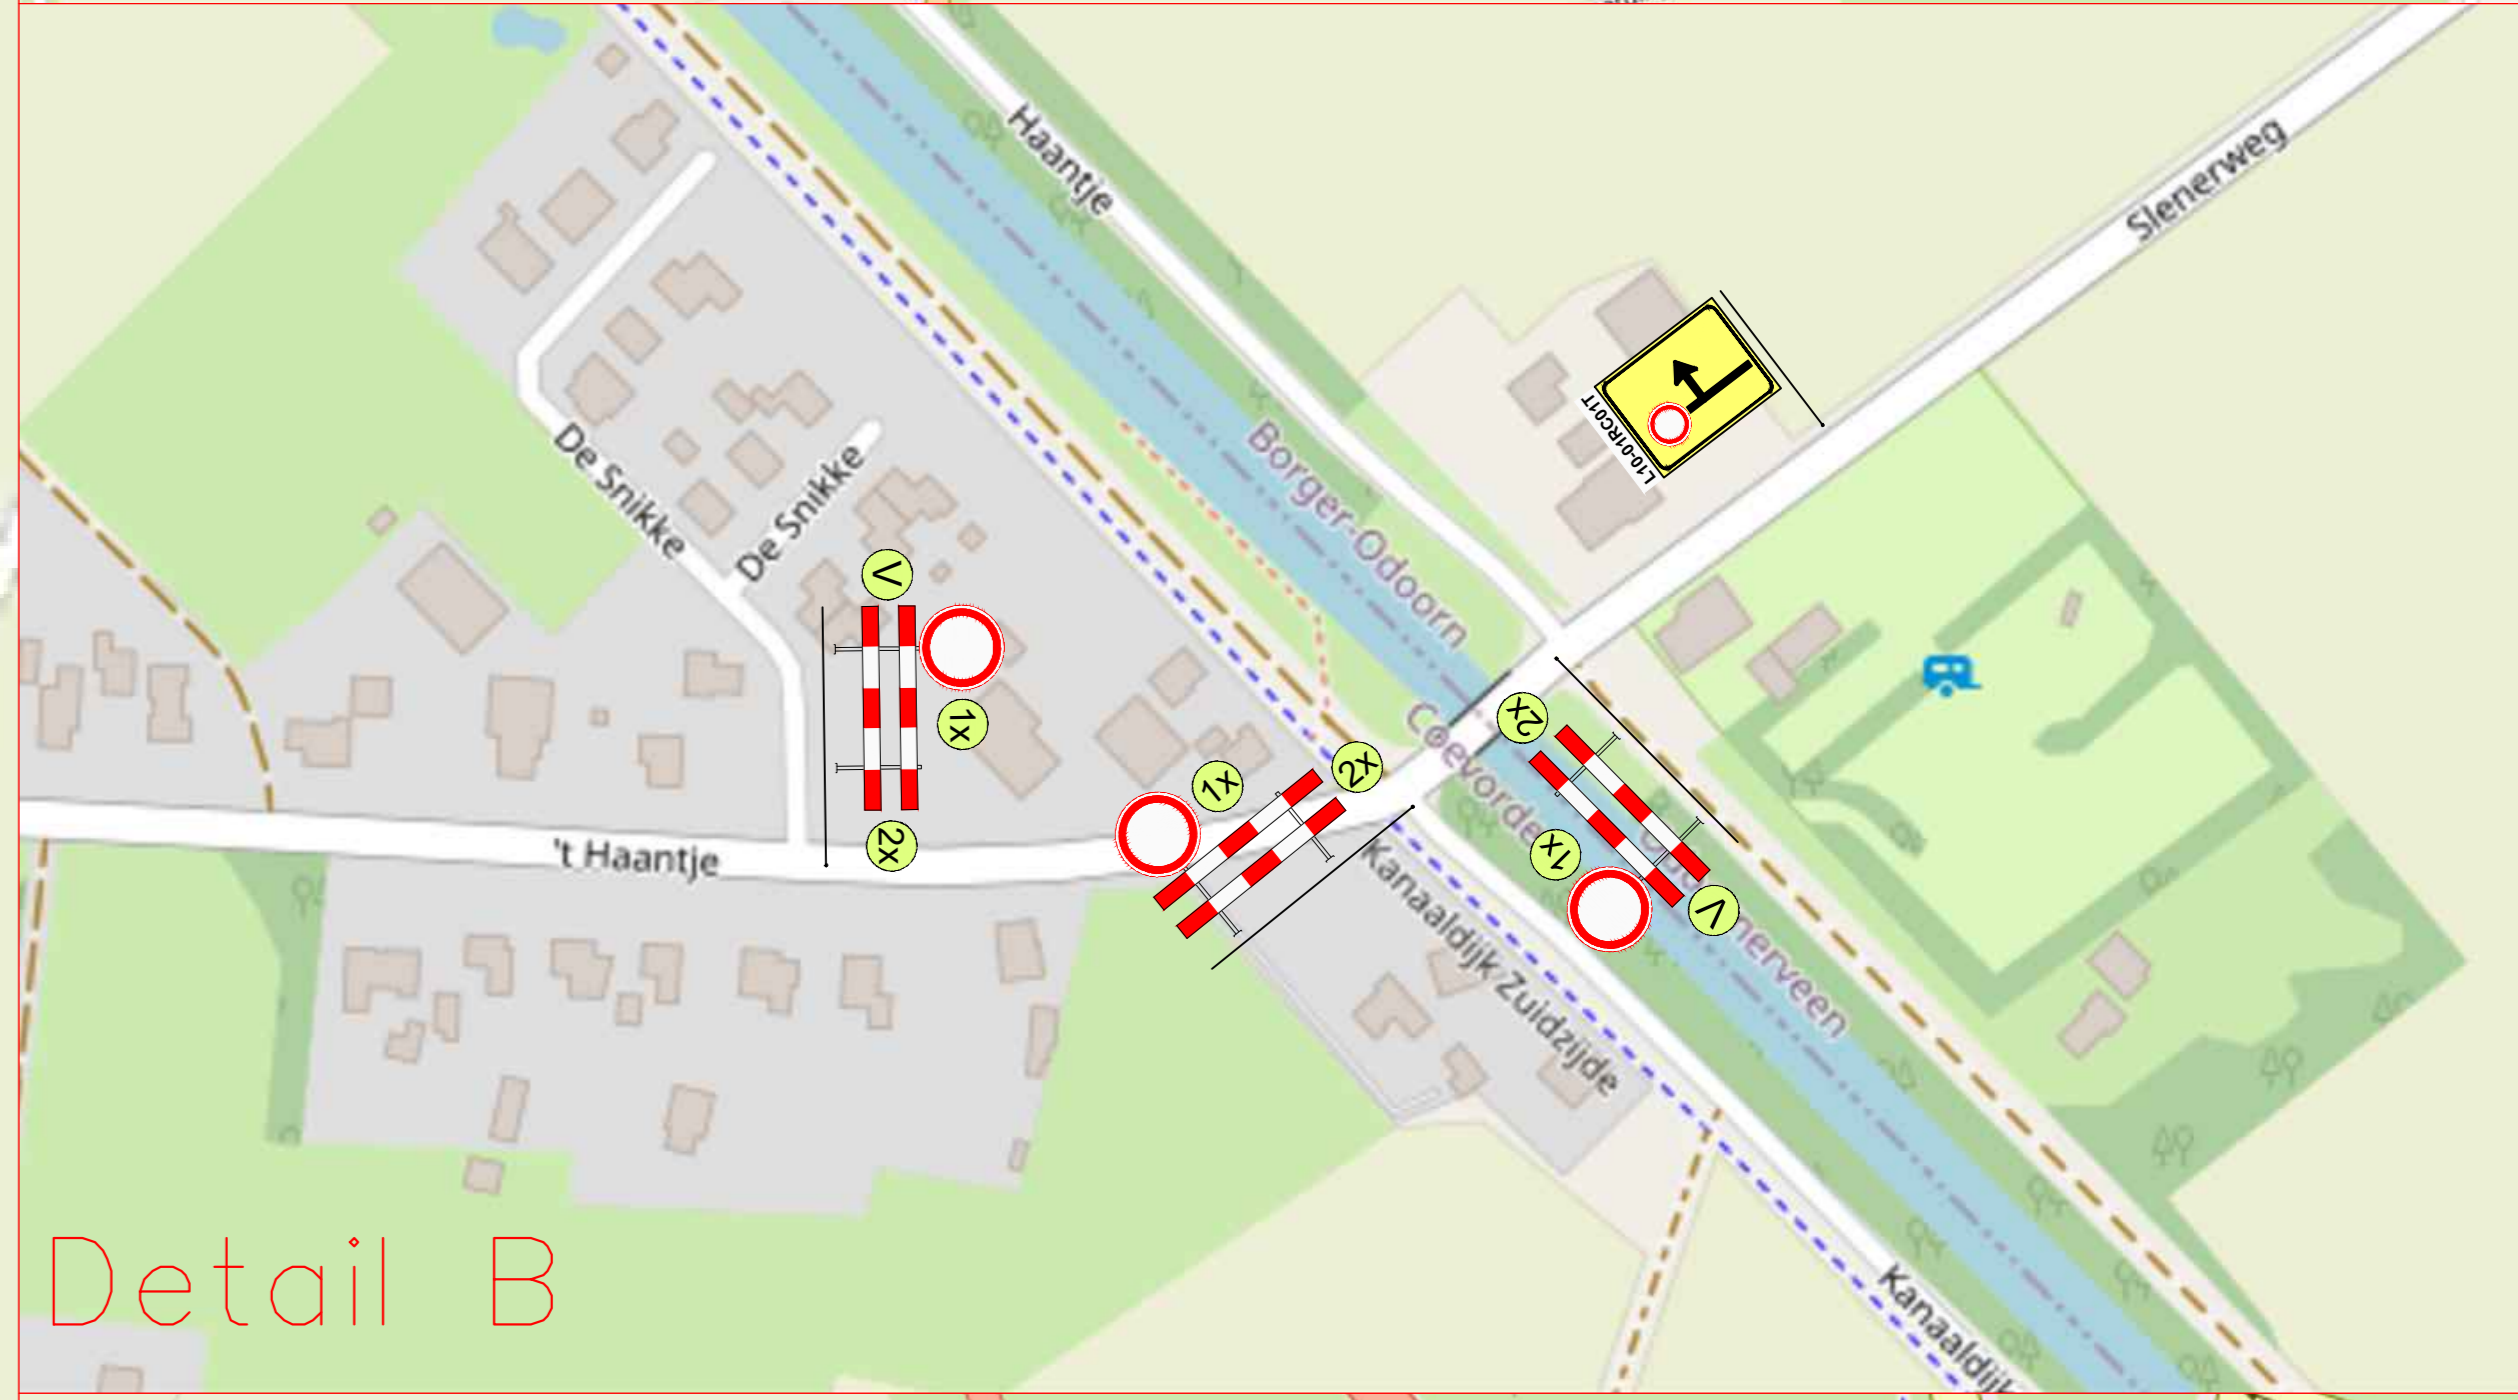 Haantje
Slenerweg
De Snikke
De Snikke
Borger-Odoorn
L10-01RC01T
V
1x
2x
't Haantje
1x
2x
2x
1x
V
Kanaaldijk Zuidzijde
Kanaaldijk
Detail B